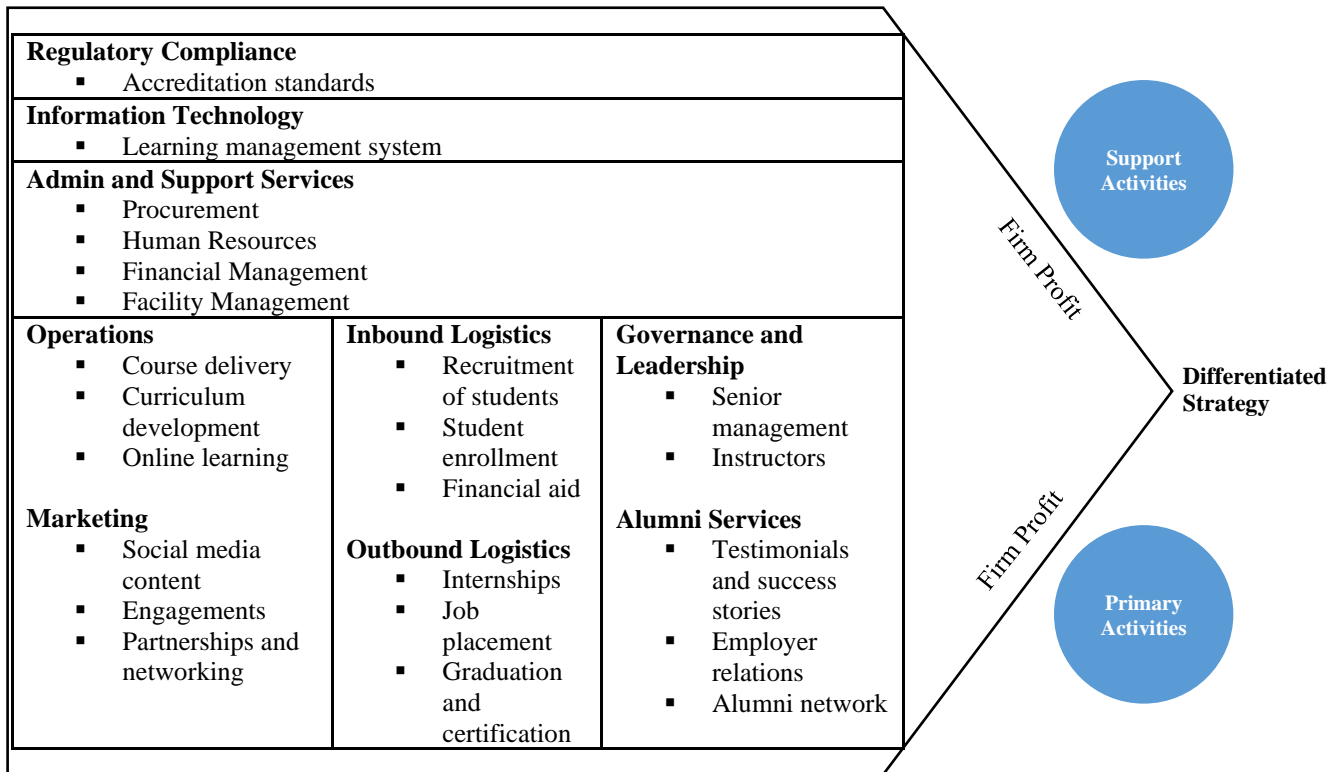 Regulatory Compliance
▪ Accreditation standards
Information Technology
▪ Learning management system
Admin and Support Services
▪ Procurement
▪ Human Resources
▪ Financial Management
▪ Facility Management
Operations
▪ Course delivery
▪ Curriculum
development
▪ Online learning
Marketing
▪ Social media
content
▪ Engagements
▪ Partnerships and
networking
Inbound Logistics
▪ Recruitment
of students
▪ Student
enrollment
▪ Financial aid
Outbound Logistics
▪ Internships
▪ Job
placement
▪ Graduation
and
certification
Governance and
Leadership
▪ Senior
management
▪ Instructors
Alumni Services
▪ Testimonials
and success
stories
▪ Employer
relations
▪ Alumni network
Support
Activities
Firm Profit
Differentiated
Strategy
Firm Profit
Primary
Activities